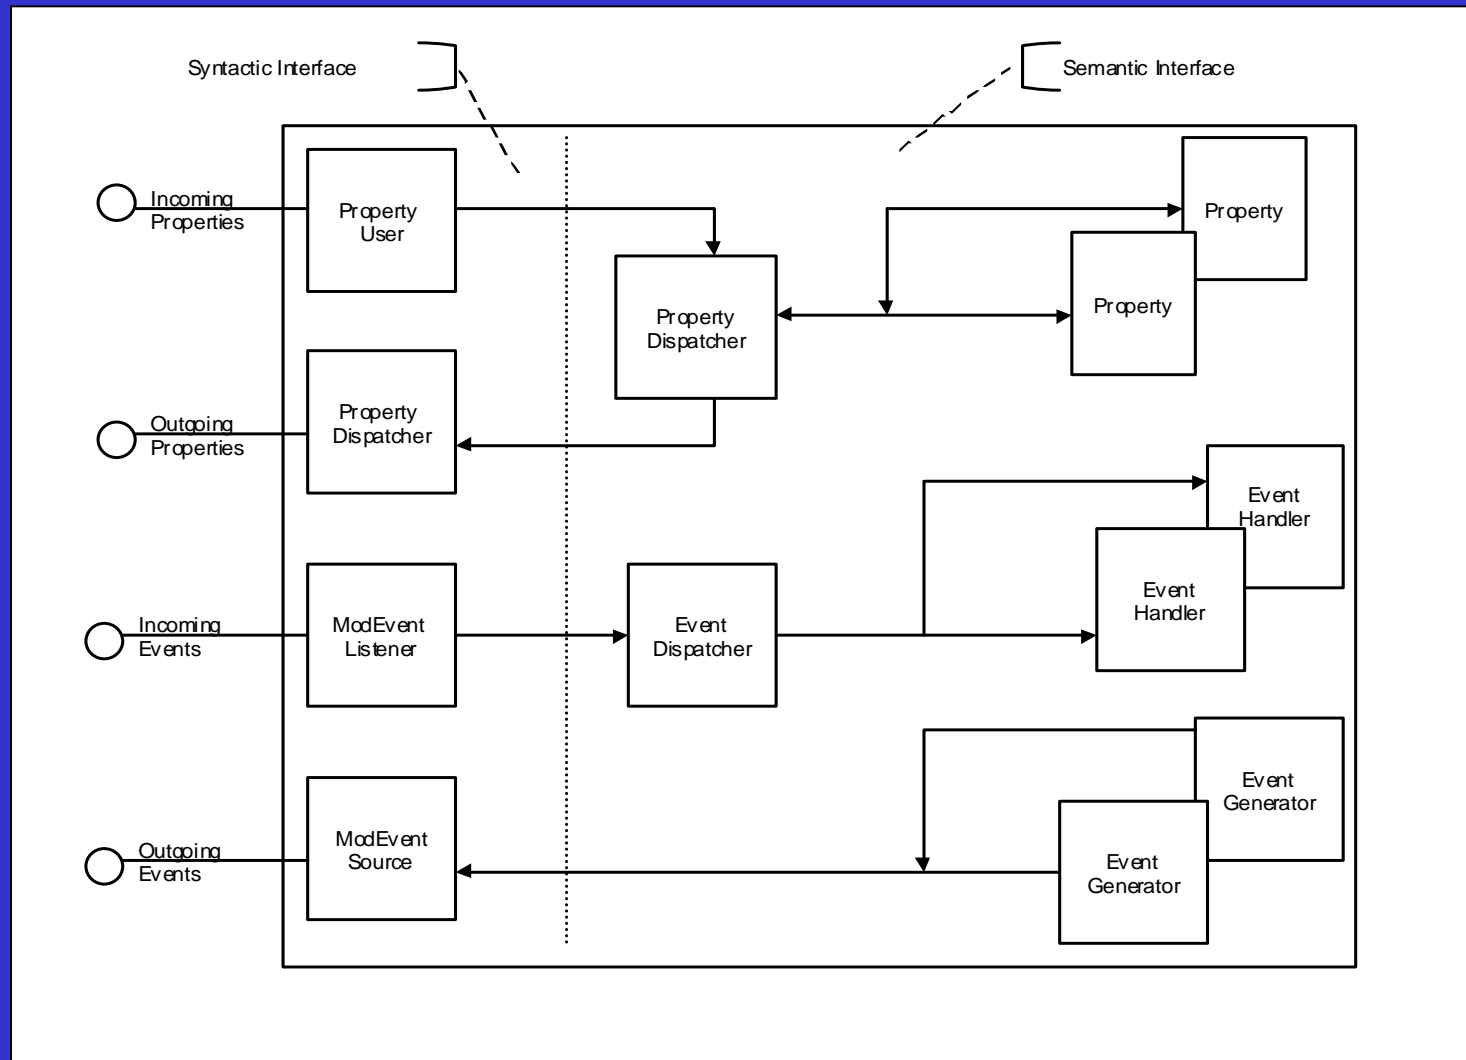 Syntactic Interface
Semantic Interface
Incoming
Properties
Property
User
Property
Property
Property
Dispatcher
Outgoing
Properties
Property
Dispatcher
Event
Handler
Event
Handler
Incoming
Events
ModEvent
Listener
Event
Dispatcher
Event
Generator
Event
Generator
Outgoing
Events
ModEvent
Source